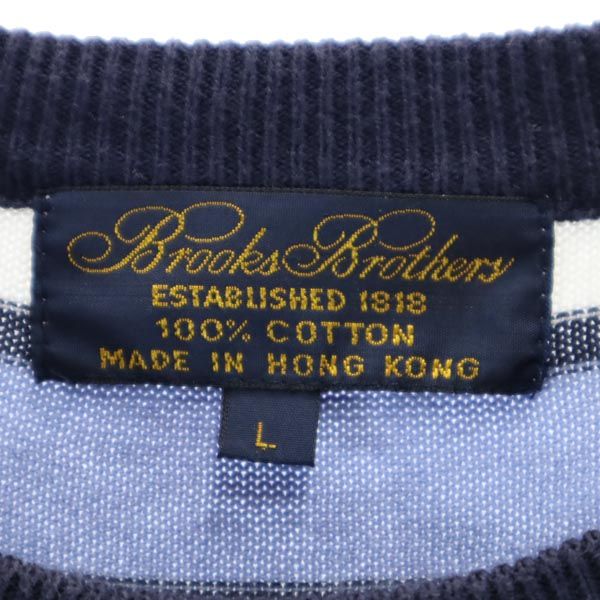 Brooks Brothers
ESTABLISHED 1818
100% COTTON
MADE IN HONG KONG
L